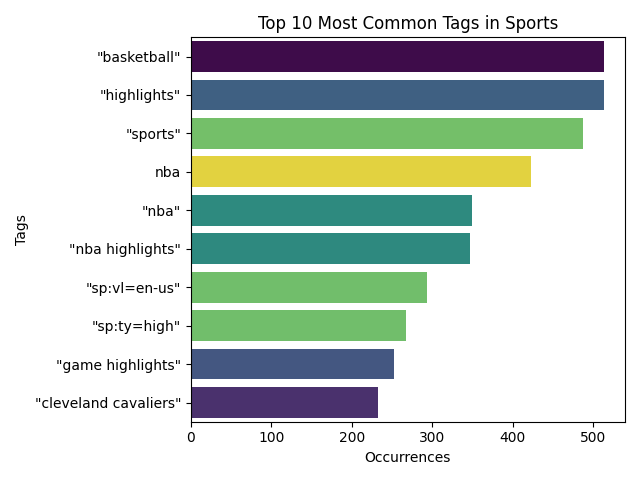 Top 10 Most Common Tags in Sports
"basketball"
"highlights"
"sports"
nba
"nba"
"nba highlights"
"sp:vl=en-us"
"sp:ty=high"
"game highlights"
"cleveland cavaliers"
Tags
0 100 200 300 400 500
Occurrences